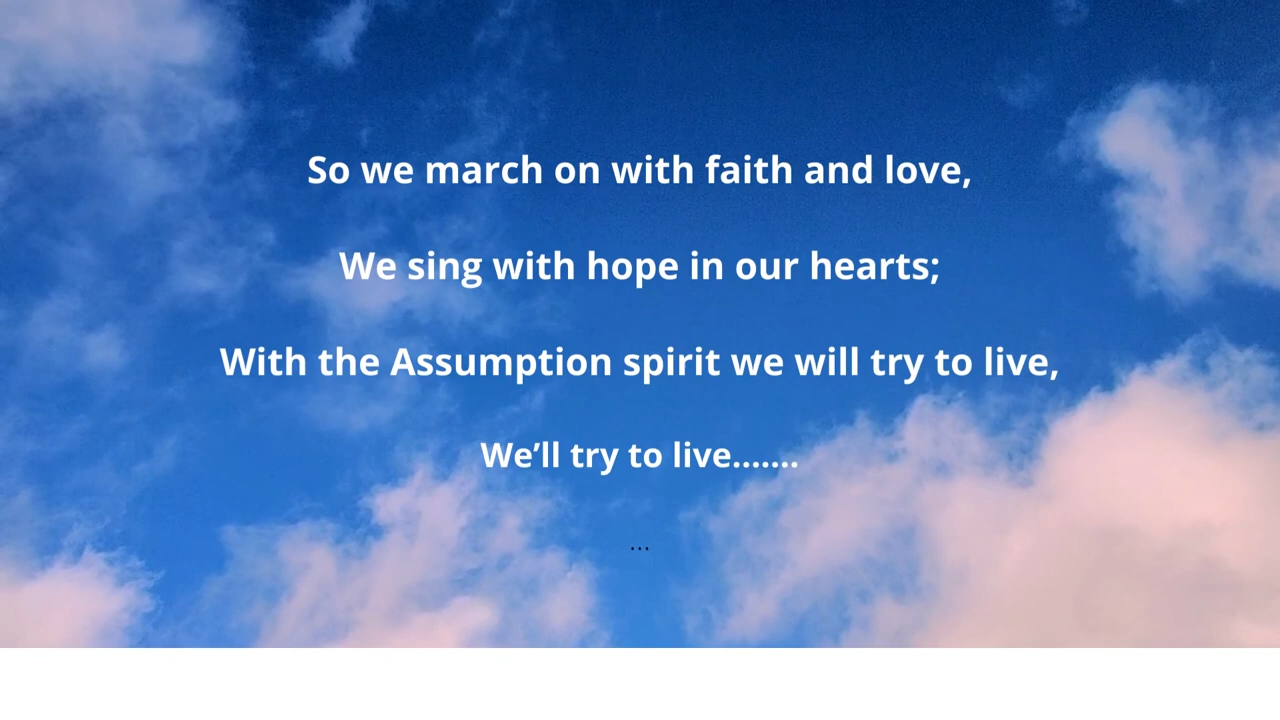 So we march on with faith and love,
We sing with hope in our hearts;
With the Assumption spirit we will try to live,
We’ll try to live.......
...